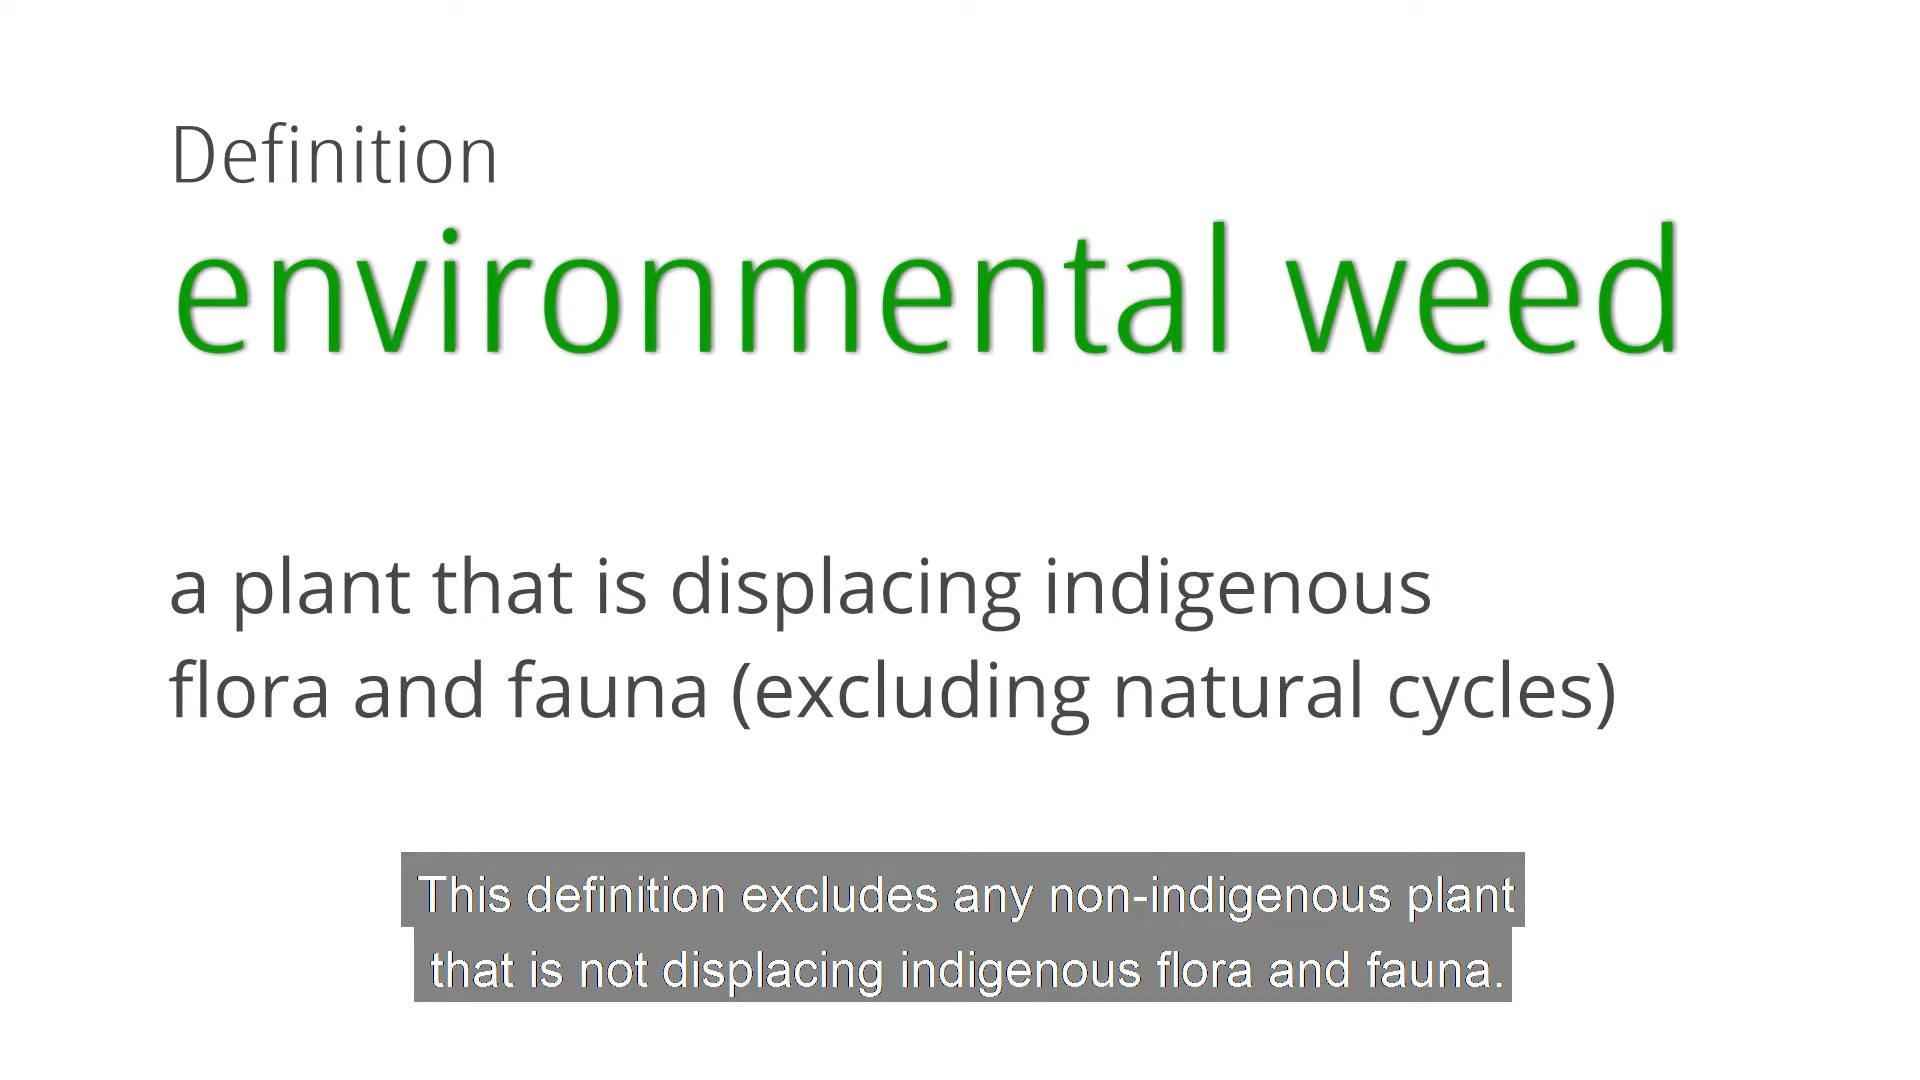 Definition
environmental weed
a plant that is displacing indigenous
flora and fauna (excluding natural cycles)
This definition excludes any non-indigenous plant
that is not displacing indigenous flora and fauna.